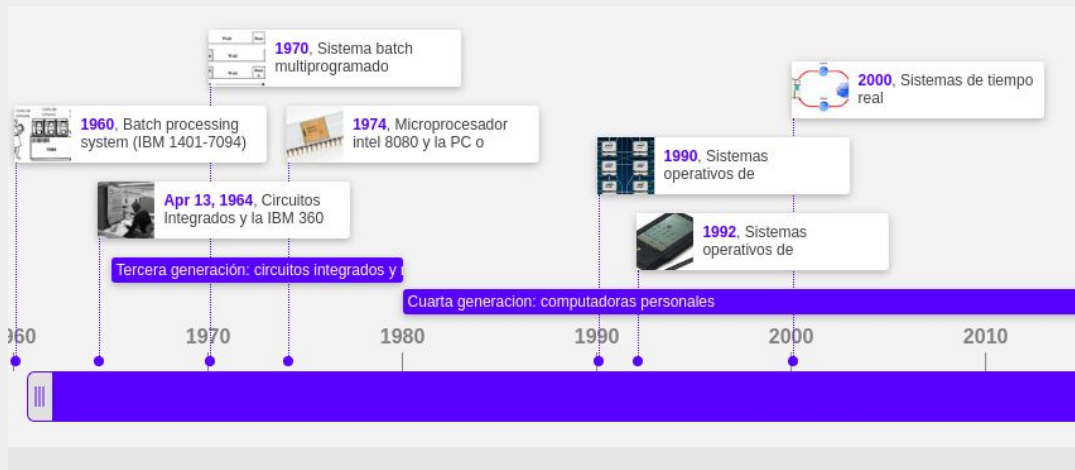 1970, Sistema batch
multiprogramado
2000, Sistemas de tiempo
real
1960, Batch processing
system (IBM 1401-7094)
1974, Microprocesador
intel 8080 y la PC o
1990, Sistemas
operativos de
Apr 13, 1964, Circuitos
Integrados y la IBM 360
1992, Sistemas
operativos de
Tercera generación: circuitos integrados y
Cuarta generacion: computadoras personales
960 1970 1980 1990 2000 2010